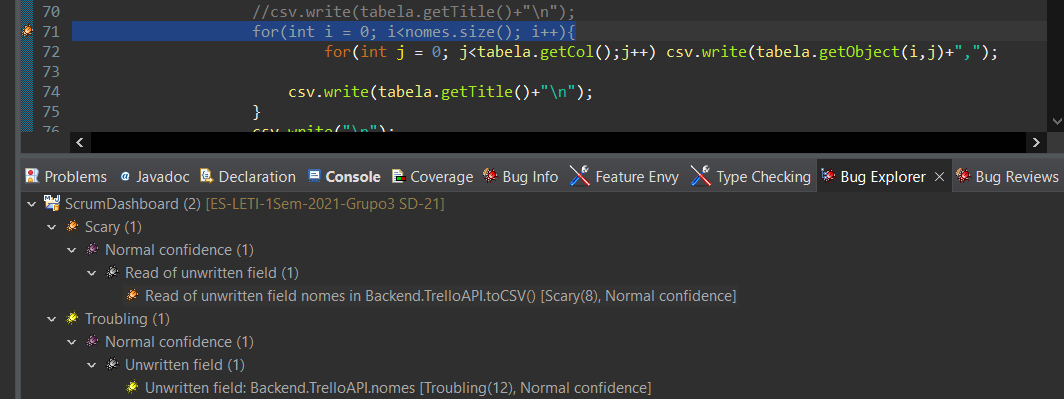 70 //csv.write(tabela.getTitle()+"\n");
71 for(int i = 0; i<nomes.size(); i++){
72 for(int j = 0; j<tabela.getCol();j++) csv.write(tabela.getObject(i,j)+",");
73
74 csv.write(tabela.getTitle()+"\n");
75 }
76 csv.write("\n");
Problems @ Javadoc Declaration Console Coverage Bug Info Feature Envy Type Checking Bug Explorer Bug Reviews
ScrumDashboard (2) [ES-LETI-1Sem-2021-Grupo3 SD-21]
Scary (1)
Normal confidence (1)
Read of unwritten field (1)
Read of unwritten field nomes in Backend.TrelloAPI.toCSV() [Scary(8), Normal confidence]
Troubling (1)
Normal confidence (1)
Unwritten field (1)
Unwritten field: Backend.TrelloAPI.nomes [Troubling(12), Normal confidence]